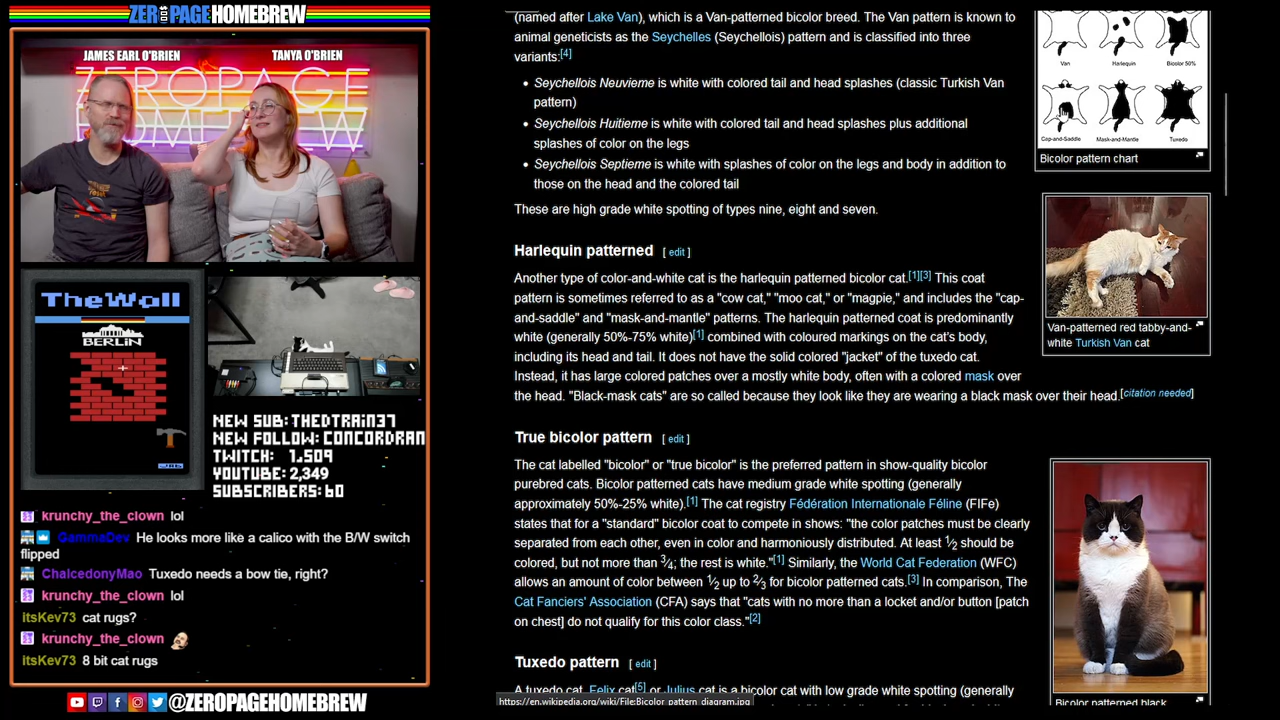 ZEROPAGEHOMEBREW
JAMES EARL O'BRIEN
TANYA O'BRIEN
ZEROPAGE
HOMEBREW
TheWall
BERLIN
NEW SUB: THEDTRAIN37
NEW FOLLOW: CONCORDRAN
TWITCH: 1,509
YOUTUBE: 2,349
SUBSCRIBERS: 60
krunchy_the_clown lol
GammaDev He looks more like a calico with the B/W switch
flipped
ChalcedonyMao Tuxedo needs a bow tie, right?
krunchy_the_clown lol
itsKev73 cat rugs?
krunchy_the_clown
itsKev73 8 bit cat rugs
@ZEROPAGEHOMEBREW
(named after Lake Van), which is a Van-patterned bicolor breed. The Van pattern is known to
animal geneticists as the Seychelles (Seychellois) pattern and is classified into three
variants:[4]
Seychellois Neuvieme is white with colored tail and head splashes (classic Turkish Van
pattern)
Seychellois Huitieme is white with colored tail and head splashes plus additional
splashes of color on the legs
Seychellois Septieme is white with splashes of color on the legs and body in addition to
those on the head and the colored tail
These are high grade white spotting of types nine, eight and seven.
Harlequin patterned [ edit ]
Another type of color-and-white cat is the harlequin patterned bicolor cat.[1][3] This coat
pattern is sometimes referred to as a "cow cat," "moo cat," or "magpie," and includes the "cap-
and-saddle" and "mask-and-mantle" patterns. The harlequin patterned coat is predominantly
white (generally 50%-75% white)[1] combined with coloured markings on the cat's body,
including its head and tail. It does not have the solid colored "jacket" of the tuxedo cat.
Instead, it has large colored patches over a mostly white body, often with a colored mask over
the head. "Black-mask cats" are so called because they look like they are wearing a black mask over their head.[citation needed]
True bicolor pattern [ edit ]
The cat labelled "bicolor" or "true bicolor" is the preferred pattern in show-quality bicolor
purebred cats. Bicolor patterned cats have medium grade white spotting (generally
approximately 50%-25% white).[1] The cat registry Fédération Internationale Féline (FIFe)
states that for a "standard" bicolor coat to compete in shows: "the color patches must be clearly
separated from each other, even in color and harmoniously distributed. At least 1/2 should be
colored, but not more than 3/4; the rest is white."[1] Similarly, the World Cat Federation (WFC)
allows an amount of color between 1/2 up to 2/3 for bicolor patterned cats.[3] In comparison, The
Cat Fanciers' Association (CFA) says that "cats with no more than a locket and/or button [patch
on chest] do not qualify for this color class."[2]
Tuxedo pattern [ edit ]
A tuxedo cat, Felix cat[5] or Julius cat is a bicolor cat with low grade white spotting (generally
https://en.wikipedia.org/wiki/File:Bicolor_pattern_diagram.jpg
Van
Harlequin
Bicolor 50%
Cap-and-Saddle
Mask-and-Mantle
Tuxedo
Bicolor pattern chart
Van-patterned red tabby-and-
white Turkish Van cat
Bicolor patterned black